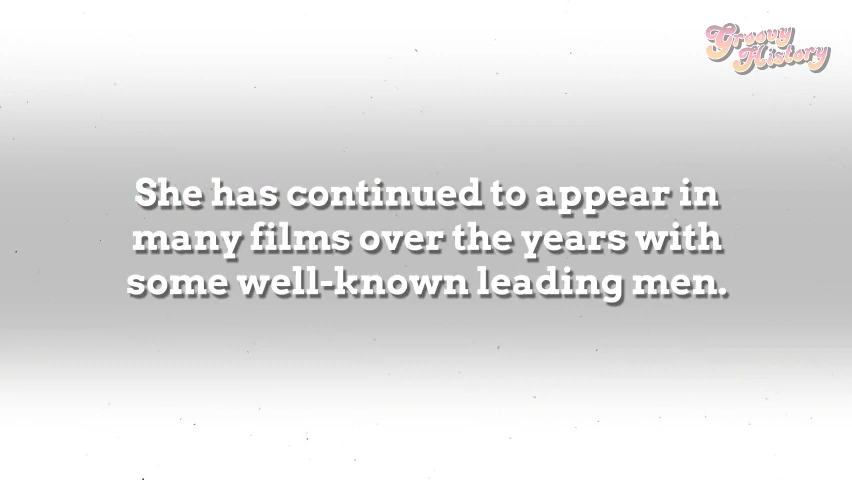 Groovy
History
She has continued to appear in
many films over the years with
some well-known leading men.